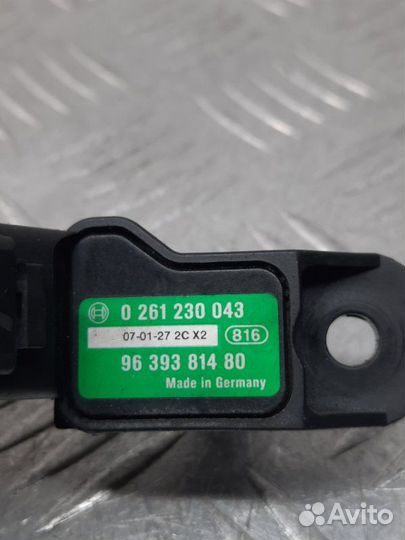 0 261 230 043
07-01-27 2C X2
816
96 393 814 80
Made in Germany
Avito